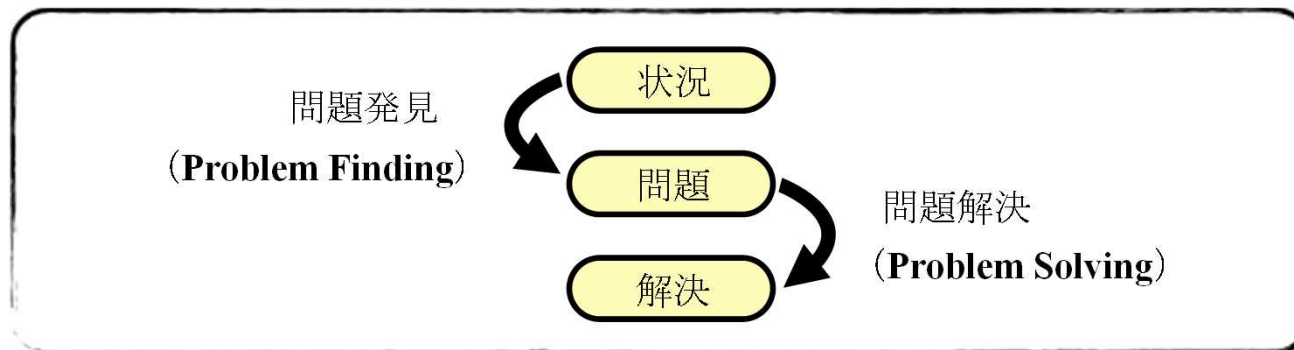 状況
問題発見
（Problem Finding）
問題
問題解決
（Problem Solving）
解決